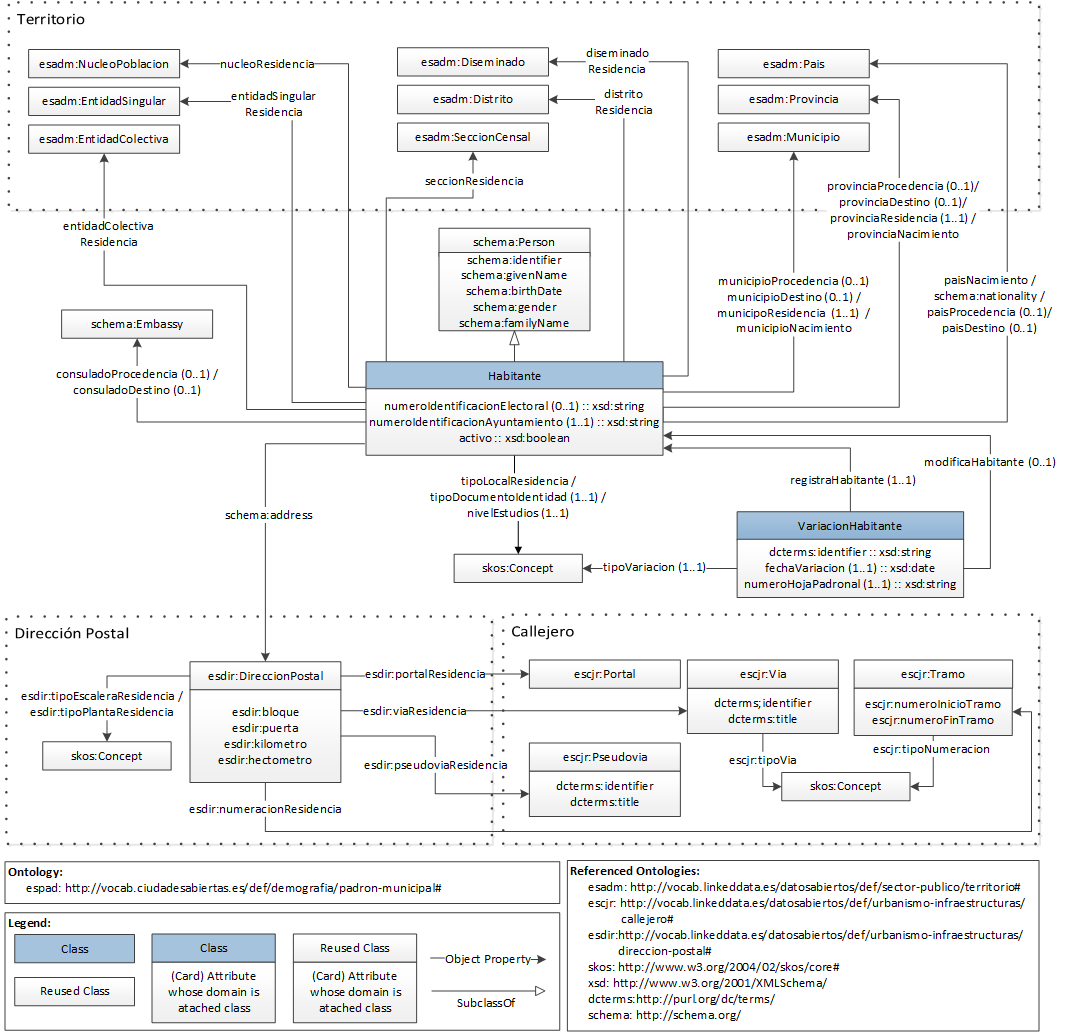 Territorio
esadm:NucleoPoblacion
nucleoResidencia
esadm:EntidadSingular
entidadSingular
Residencia
esadm:EntidadColectiva
esadm:Diseminado
diseminado
Residencia
esadm:Distrito
distrito
Residencia
esadm:SeccionCensal
seccionResidencia
esadm:Pais
esadm:Provincia
esadm:Municipio
provinciaProcedencia (0..1)/
provinciaDestino (0..1)/
provinciaResidencia (1..1) /
provinciaNacimiento
entidadColectiva
Residencia
schema:Person
schema:identifier
schema:givenName
schema:birthDate
schema:gender
schema:familyName
municipioProcedencia (0..1)
municipioDestino (0..1) /
municipoResidencia (1..1) /
municipioNacimiento
paisNacimiento /
schema:nationality /
paisProcedencia (0..1)/
paisDestino (0..1)
schema:Embassy
consuladoProcedencia (0..1) /
consuladoDestino (0..1)
Habitante
numeroIdentificacionElectoral (0..1) :: xsd:string
numeroIdentificacionAyuntamiento (1..1) :: xsd:string
activo :: xsd:boolean
modificaHabitante (0..1)
registraHabitante (1..1)
tipoLocalResidencia /
tipoDocumentoIdentidad (1..1) /
nivelEstudios (1..1)
schema:address
VariacionHabitante
dcterms:identifier :: xsd:string
fechaVariacion (1..1) :: xsd:date
numeroHojaPadronal (1..1) :: xsd:string
skos:Concept
tipoVariacion (1..1)
Dirección Postal
esdir:DireccionPostal
esdir:bloque
esdir:puerta
esdir:kilometro
esdir:hectometro
esdir:tipoEscaleraResidencia /
esdir:tipoPlantaResidencia
skos:Concept
esdir:portalResidencia
esdir:viaResidencia
esdir:pseudoviaResidencia
esdir:numeracionResidencia
Callejero
escjr:Portal
escjr:Via
dcterms;identifier
dcterms:title
escjr:Tramo
escjr:numeroInicioTramo
escjr:numeroFinTramo
escjr:Pseudovia
dcterms:identifier
dcterms:title
escjr:tipoVia
escjr:tipoNumeracion
skos:Concept
Ontology:
espad: http://vocab.ciudadesabiertas.es/def/demografia/padron-municipal#
Legend:
Class
Reused Class
Class
(Card) Attribute
whose domain is
atached class
Reused Class
(Card) Attribute
whose domain is
atached class
Object Property
SubclassOf
Referenced Ontologies:
esadm: http://vocab.linkeddata.es/datosabiertos/def/sector-publico/territorio#
escjr: http://vocab.linkeddata.es/datosabiertos/def/urbanismo-infraestructuras/
callejero#
esdir:http://vocab.linkeddata.es/datosabiertos/def/urbanismo-infraestructuras/
direccion-postal#
skos: http://www.w3.org/2004/02/skos/core#
xsd: http://www.w3.org/2001/XMLSchema/
dcterms:http://purl.org/dc/terms/
schema: http://schema.org/